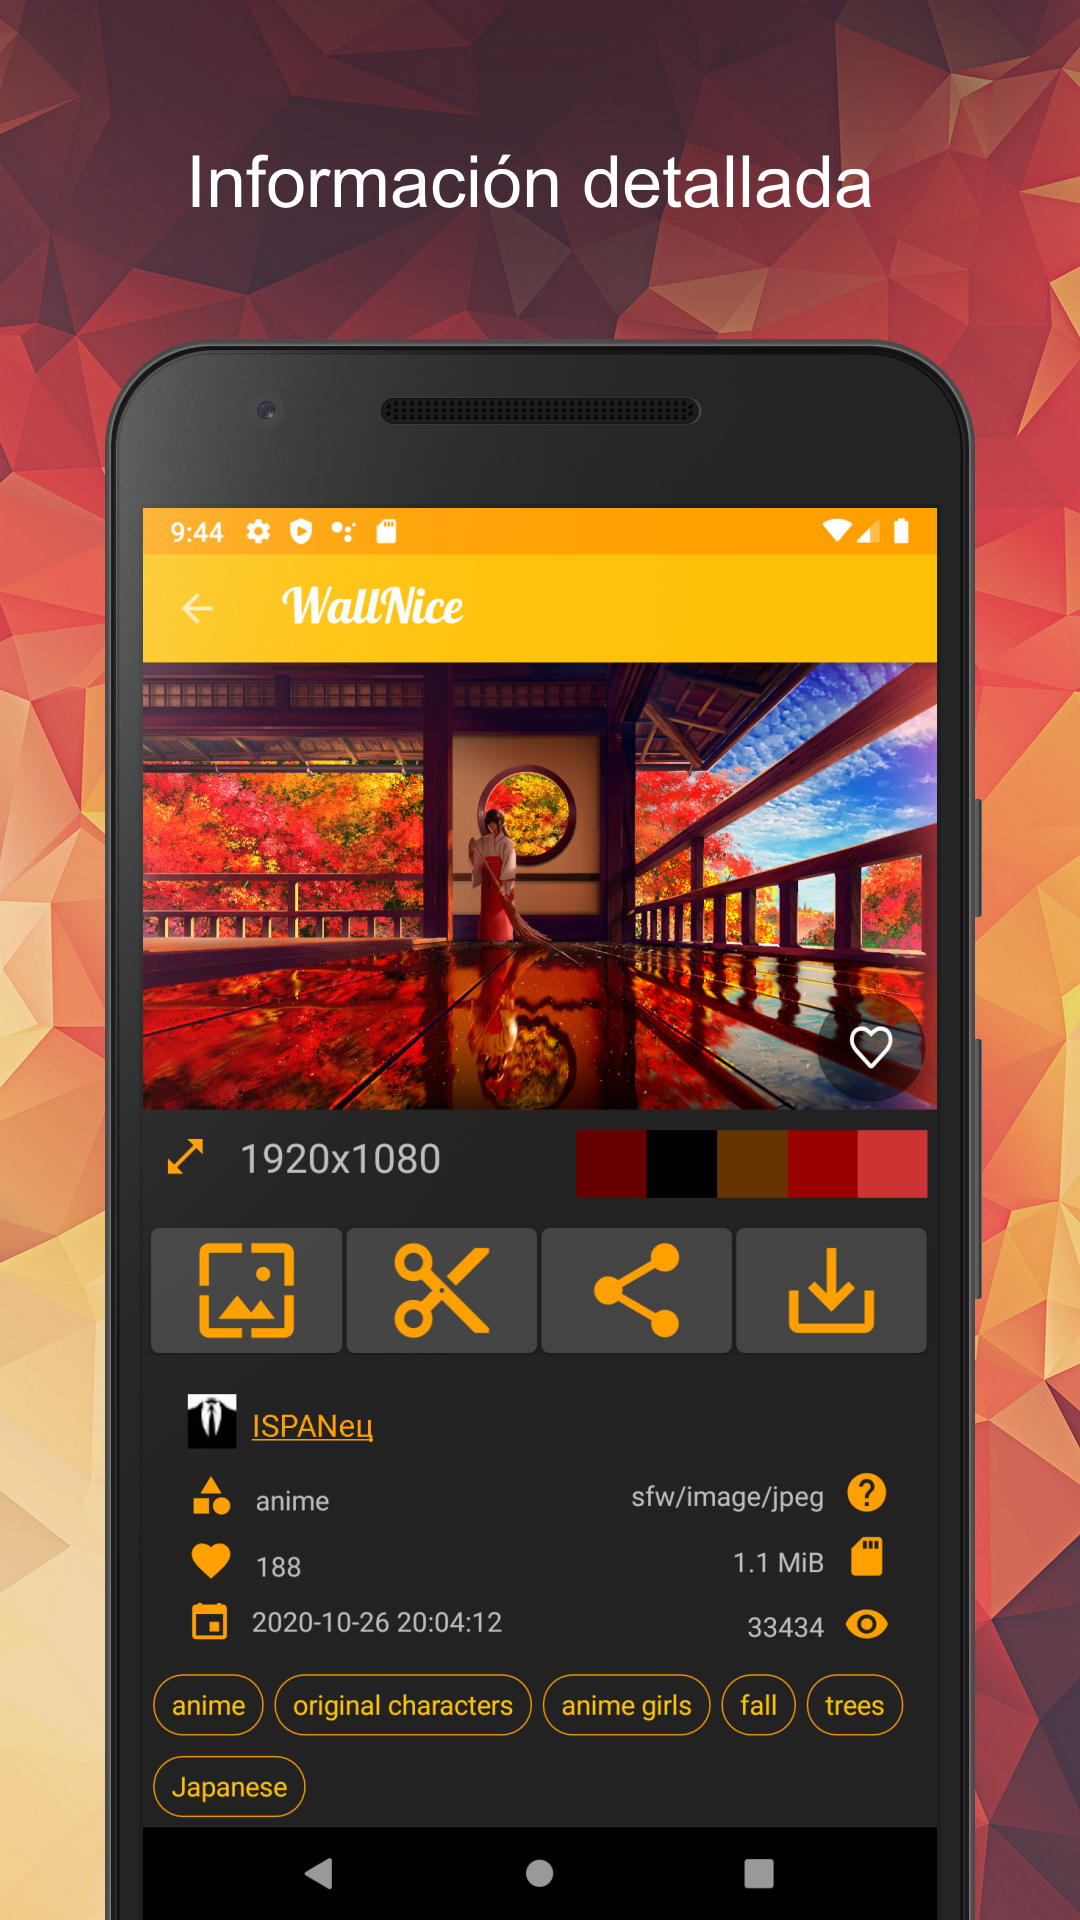 Información detallada
9:44
WallNice
1920x1080
ISPANец
anime
sfw/image/jpeg
188
1.1 MiB
2020-10-26 20:04:12
33434
anime
original characters
anime girls
fall
trees
Japanese